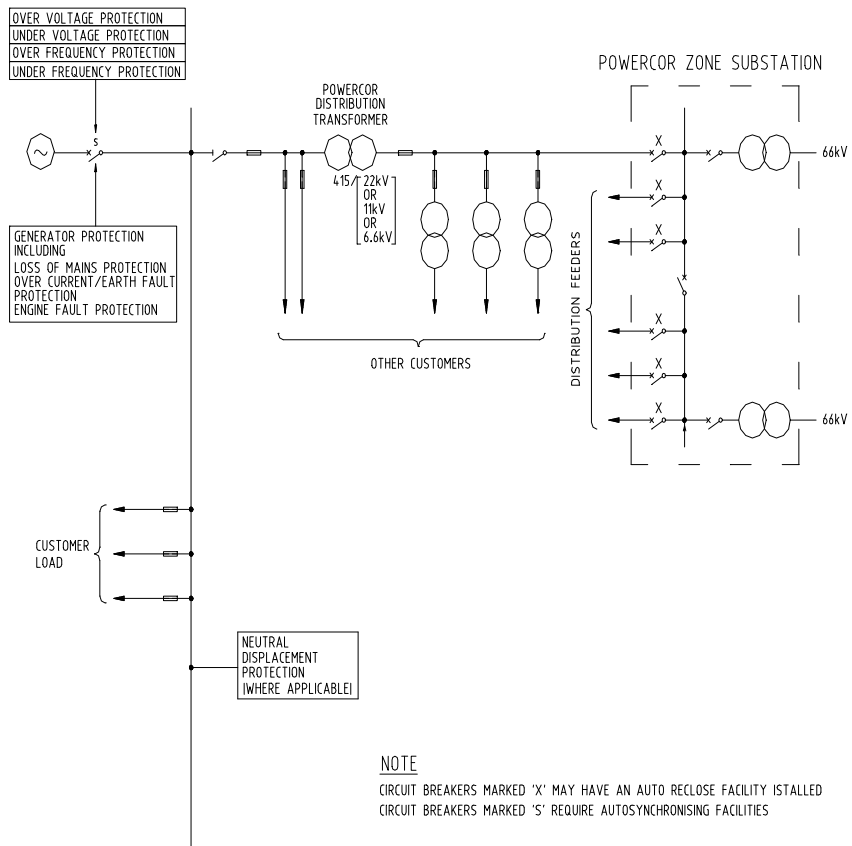 OVER VOLTAGE PROTECTION
UNDER VOLTAGE PROTECTION
OVER FREQUENCY PROTECTION
UNDER FREQUENCY PROTECTION
POWERCOR ZONE SUBSTATION
POWERCOR
DISTRIBUTION
TRANSFORMER
S
X
66kV
415/ 22kV
OR
11kV
OR
6.6kV
X
X
GENERATOR PROTECTION
INCLUDING
LOSS OF MAINS PROTECTION
OVER CURRENT/EARTH FAULT
PROTECTION
ENGINE FAULT PROTECTION
DISTRIBUTION FEEDERS
X
X
X
66kV
OTHER CUSTOMERS
CUSTOMER
LOAD
NEUTRAL
DISPLACEMENT
PROTECTION
|WHERE APPLICABLE|
NOTE
CIRCUIT BREAKERS MARKED 'X' MAY HAVE AN AUTO RECLOSE FACILITY ISTALLED
CIRCUIT BREAKERS MARKED 'S' REQUIRE AUTOSYNCHRONISING FACILITIES